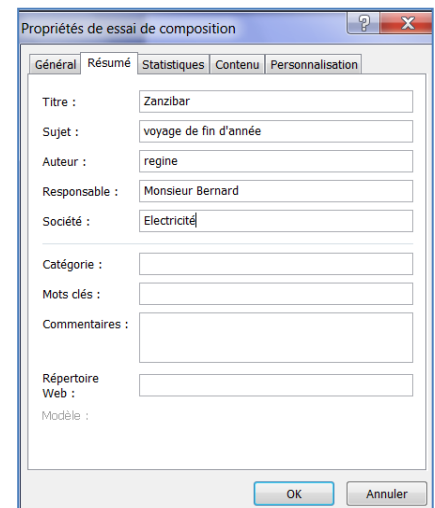 Propriétés de essai de composition
Général Résumé Statistiques Contenu Personnalisation
Titre : Zanzibar
Sujet : voyage de fin d'année
Auteur : regine
Responsable : Monsieur Bernard
Société : Electricité
Catégorie :
Mots clés :
Commentaires :
Répertoire
Web :
Modèle :
OK Annuler